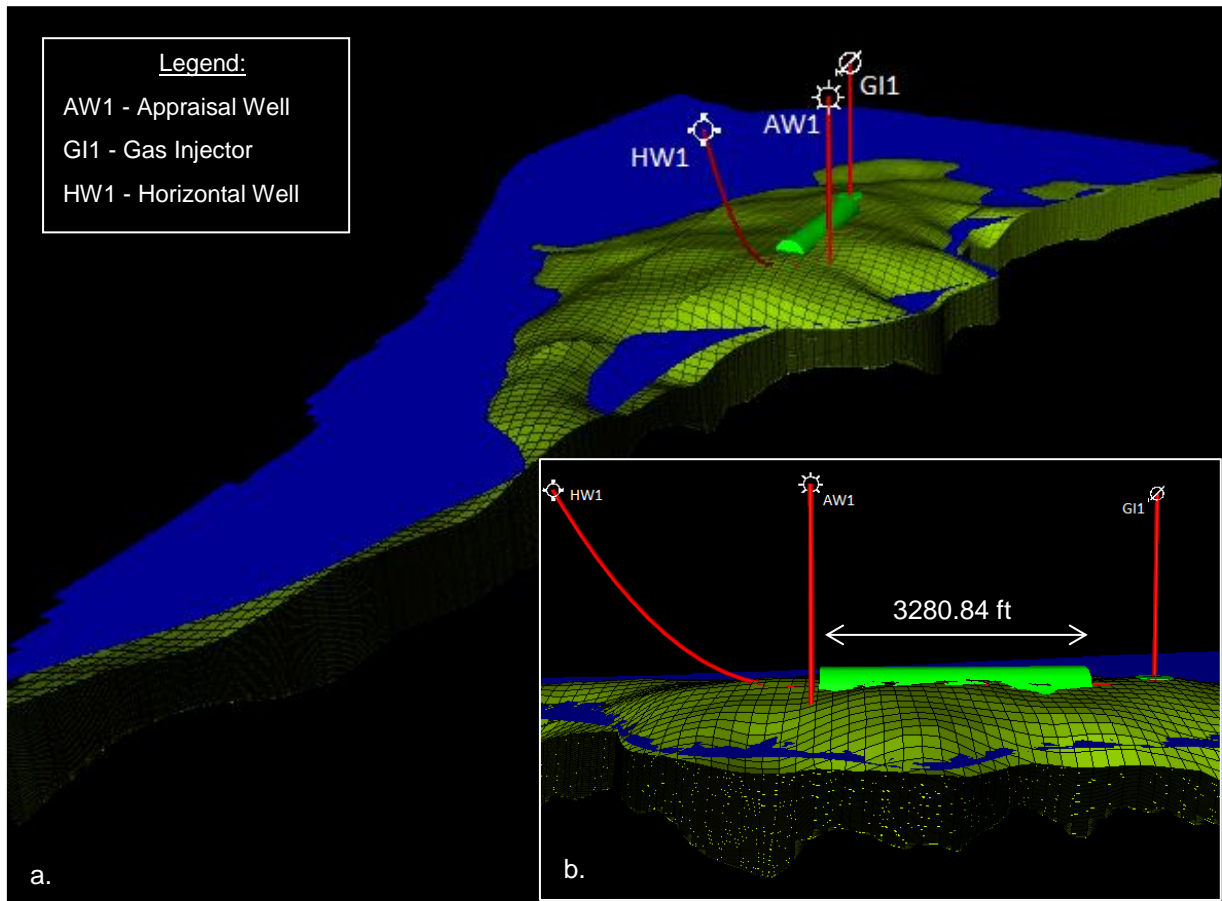 Legend:
AW1 - Appraisal Well
GI1 - Gas Injector
HW1 - Horizontal Well
GI1
AW1
HW1
HW1
AW1
GI1
3280.84 ft
a.
b.